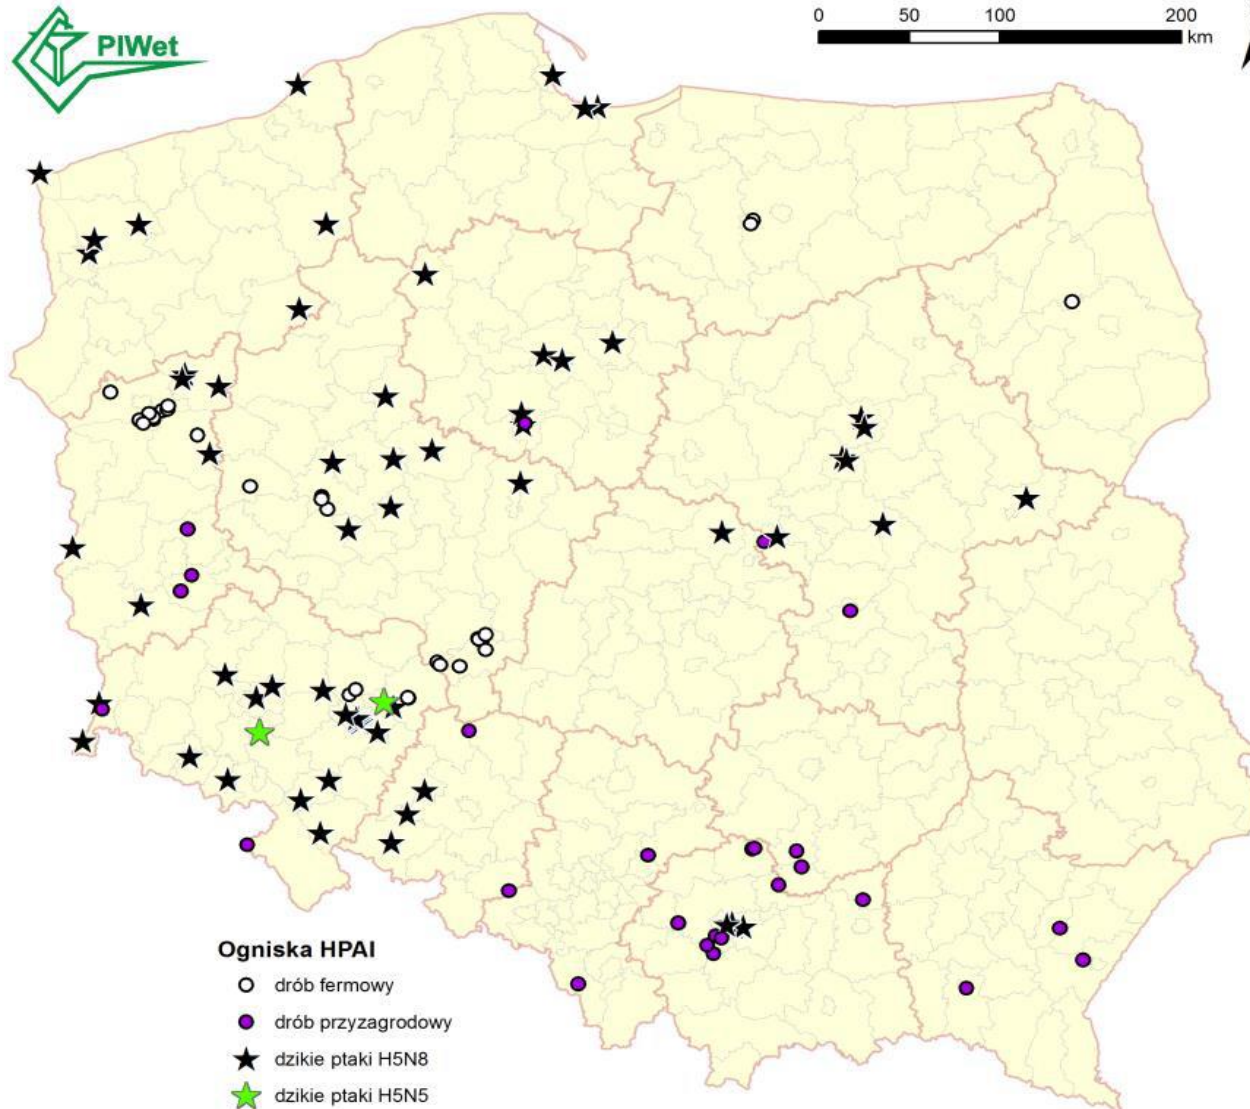 PIWet
0 50 100 200
km
Ogniska HPAI
drób fermowy
drób przyzagrodowy
dzikie ptaki H5N8
dzikie ptaki H5N5